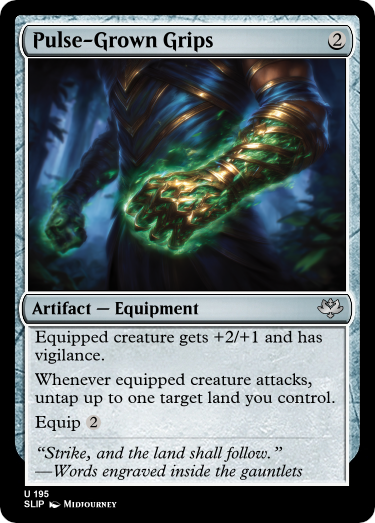 Pulse-Grown Grips 2
Artifact — Equipment
Equipped creature gets +2/+1 and has
vigilance.
Whenever equipped creature attacks,
untap up to one target land you control.
Equip 2
“Strike, and the land shall follow.”
—Words engraved inside the gauntlets
U 195
SLIP Midjourney